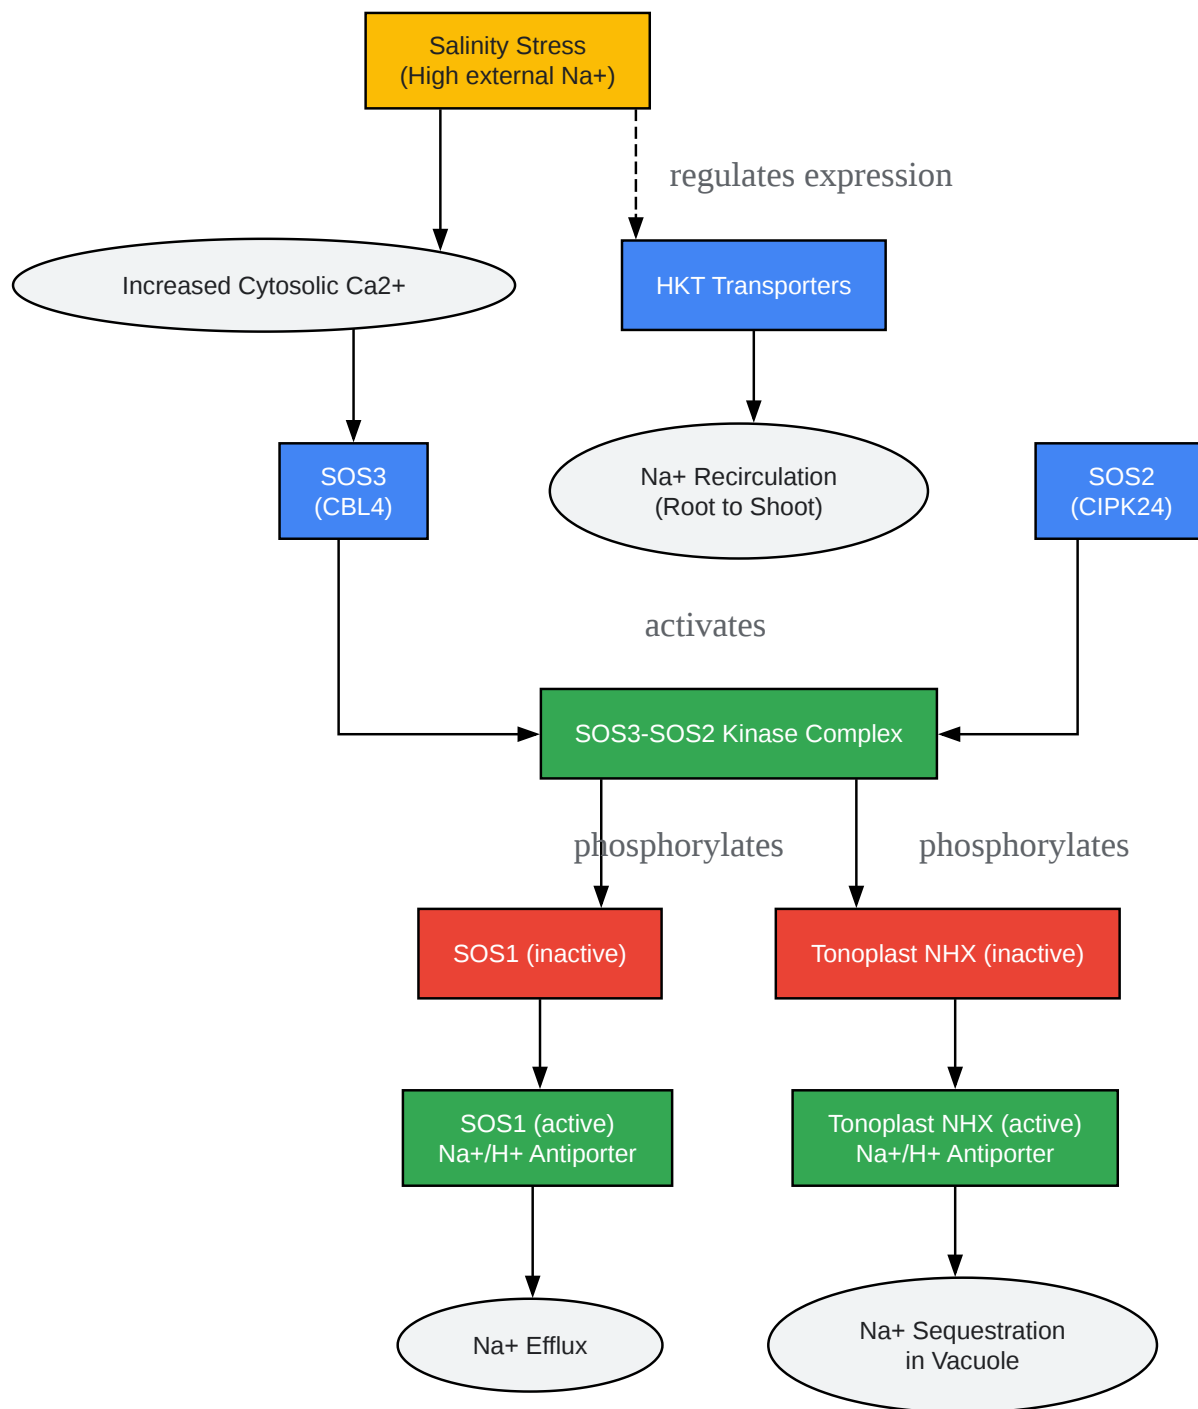 Salinity Stress
(High external Na+)
regulates expression
Increased Cytosolic Ca2+
HKT Transporters
SOS3
(CBL4)
Na+ Recirculation
(Root to Shoot)
SOS2
(CIPK24)
activates
SOS3-SOS2 Kinase Complex
phosphorylates
phosphorylates
SOS1 (inactive)
Tonoplast NHX (inactive)
SOS1 (active)
Na+/H+ Antiporter
Tonoplast NHX (active)
Na+/H+ Antiporter
Na+ Efflux
Na+ Sequestration
in Vacuole